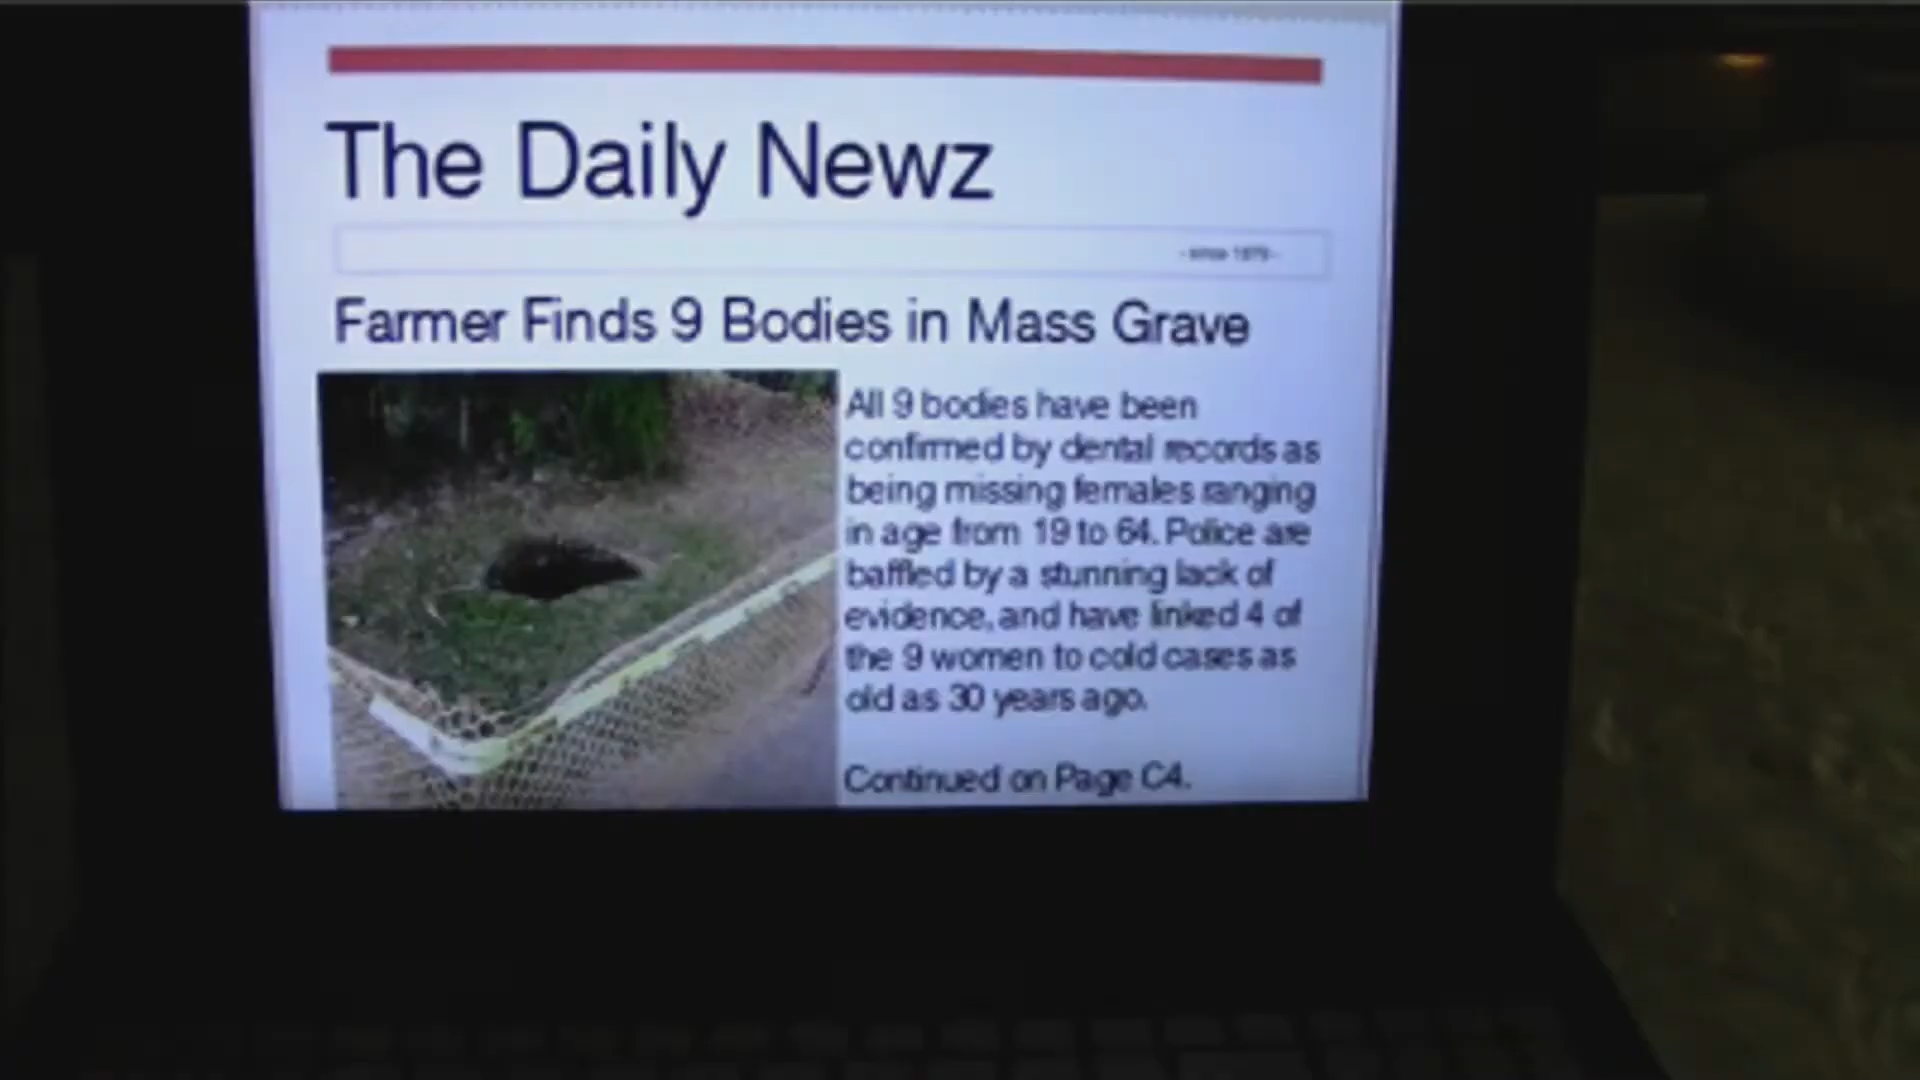 The Daily Newz
- since 1979 -
Farmer Finds 9 Bodies in Mass Grave
All 9 bodies have been
confirmed by dental records as
being missing females ranging
in age from 19 to 64. Police are
baffled by a stunning lack of
evidence, and have linked 4 of
the 9 women to cold cases as
old as 30 years ago.
Continued on Page C4.